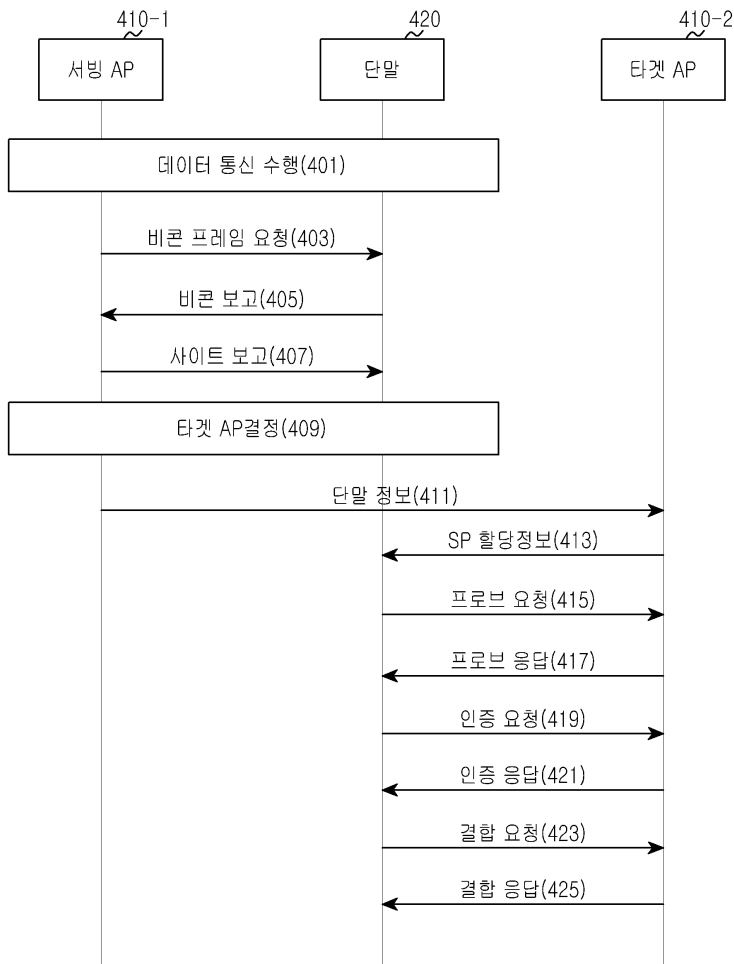 410-1
420
410-2
서빙 AP
단말
타겟 AP
데이터 통신 수행(401)
비콘 프레임 요청(403)
비콘 보고(405)
사이트 보고(407)
타겟 AP결정(409)
단말 정보(411)
SP 할당정보(413)
프로브 요청(415)
프로브 응답(417)
인증 요청(419)
인증 응답(421)
결합 요청(423)
결합 응답(425)